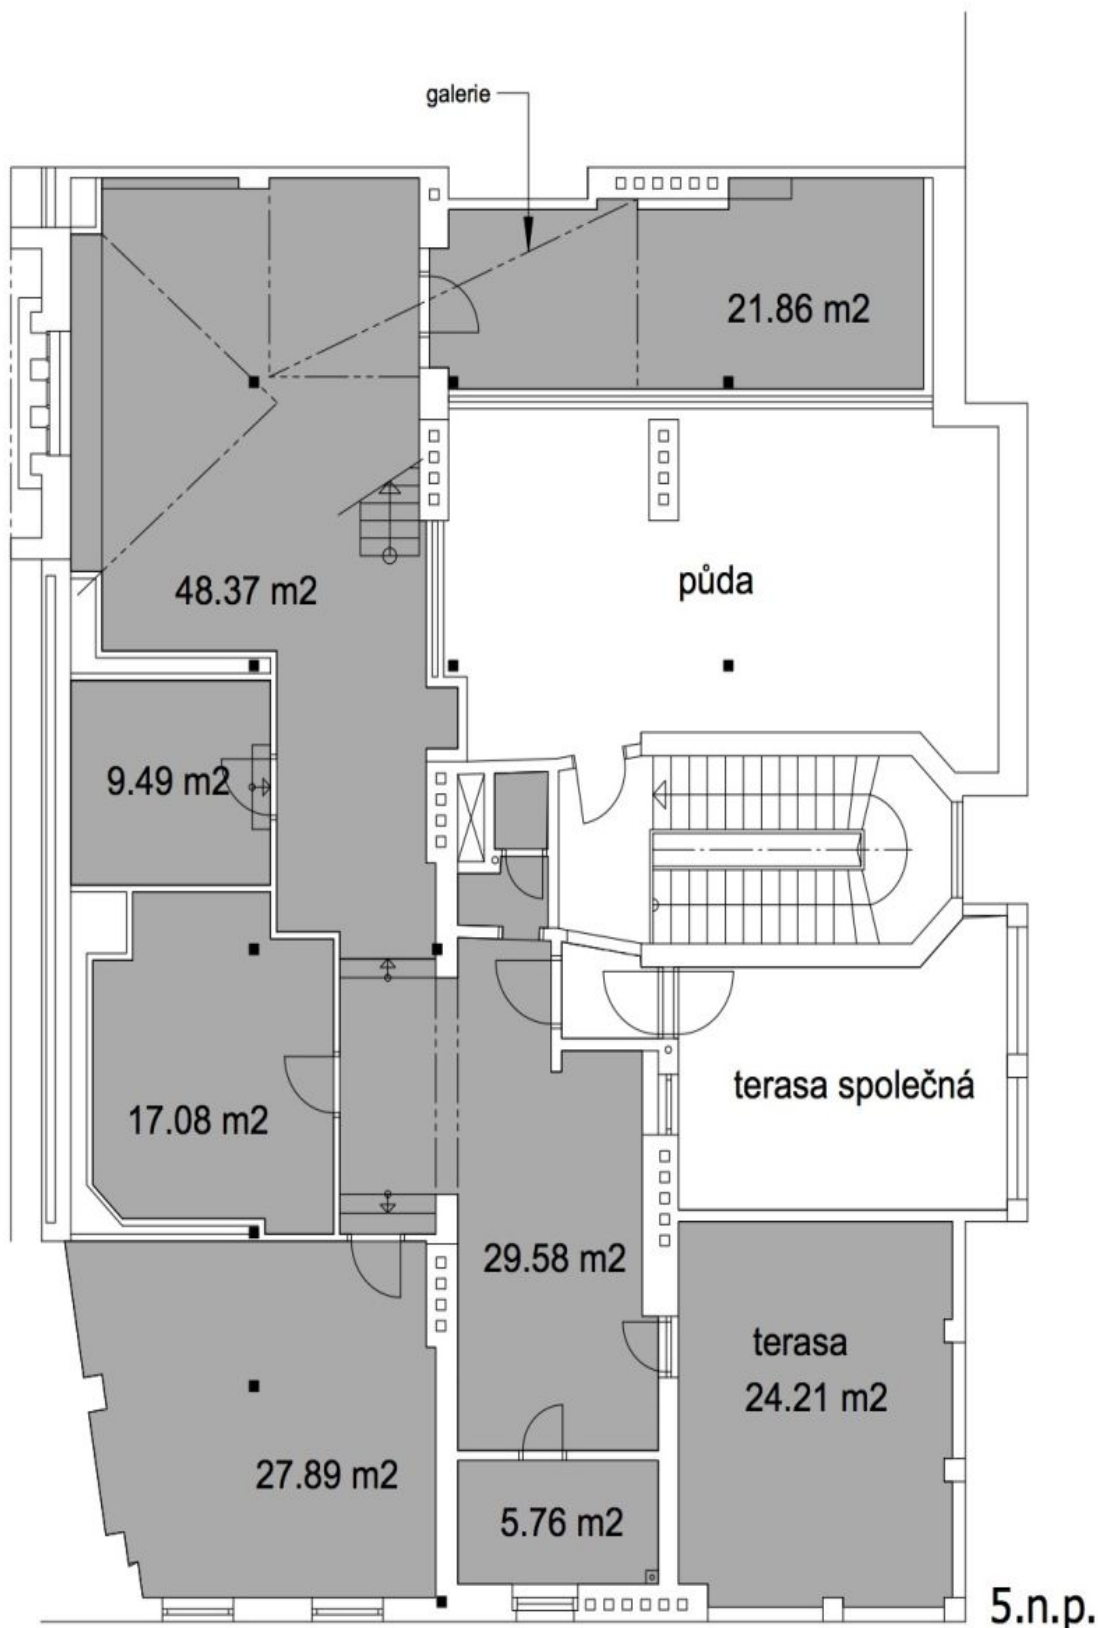 galerie
21.86 m2
půda
48.37 m2
9.49 m2
terasa společná
17.08 m2
29.58 m2
terasa
24.21 m2
27.89 m2
5.76 m2
5.n.p.